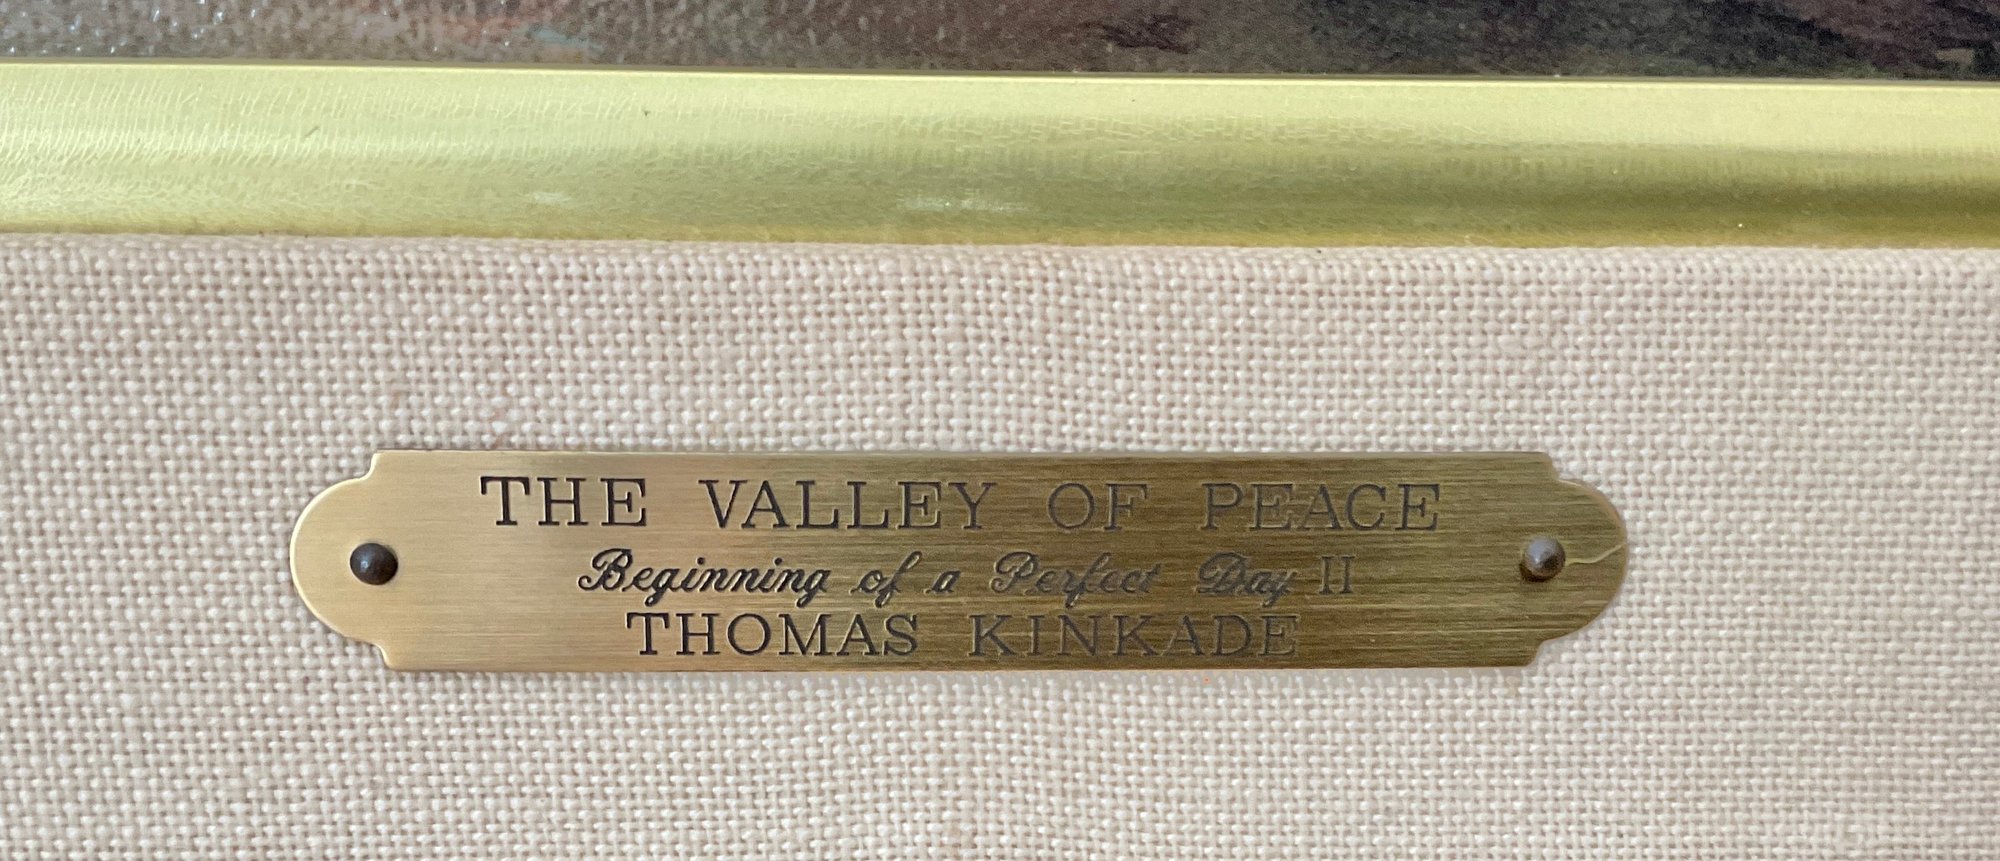 THE VALLEY OF PEACE
Beginning of a Perfect Day II
THOMAS KINKADE